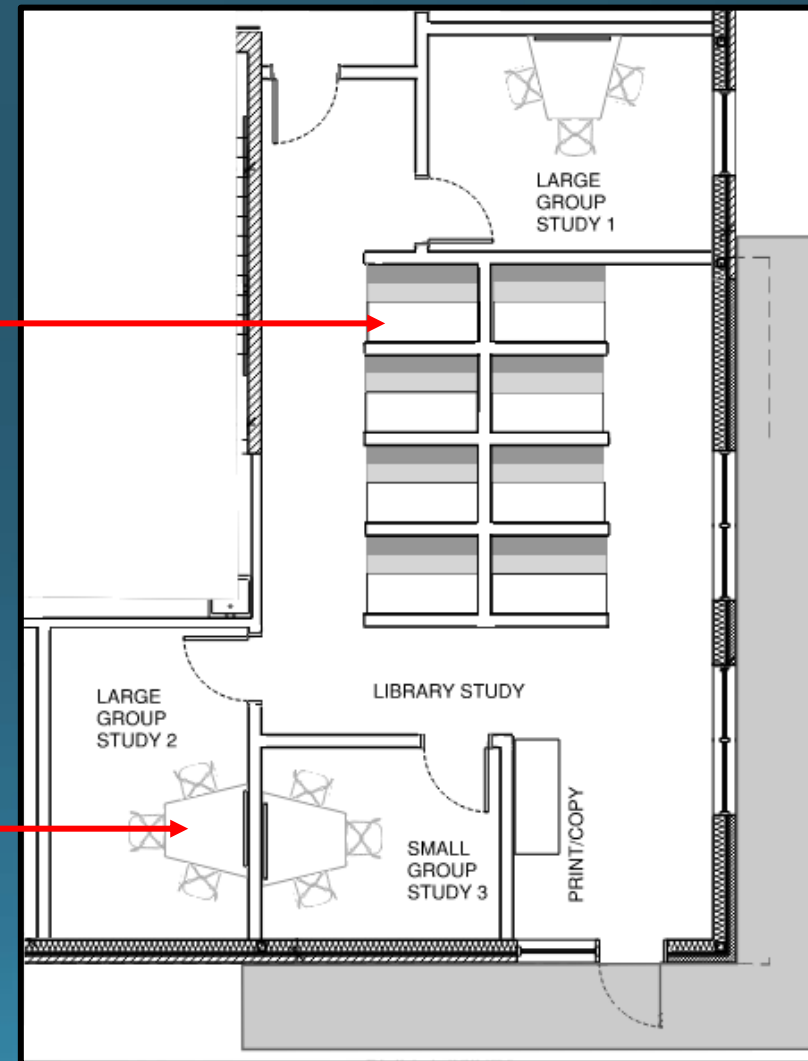 LARGE
GROUP
STUDY 1
LIBRARY STUDY
LARGE
GROUP
STUDY 2
SMALL
GROUP
STUDY 3
PRINT/COPY